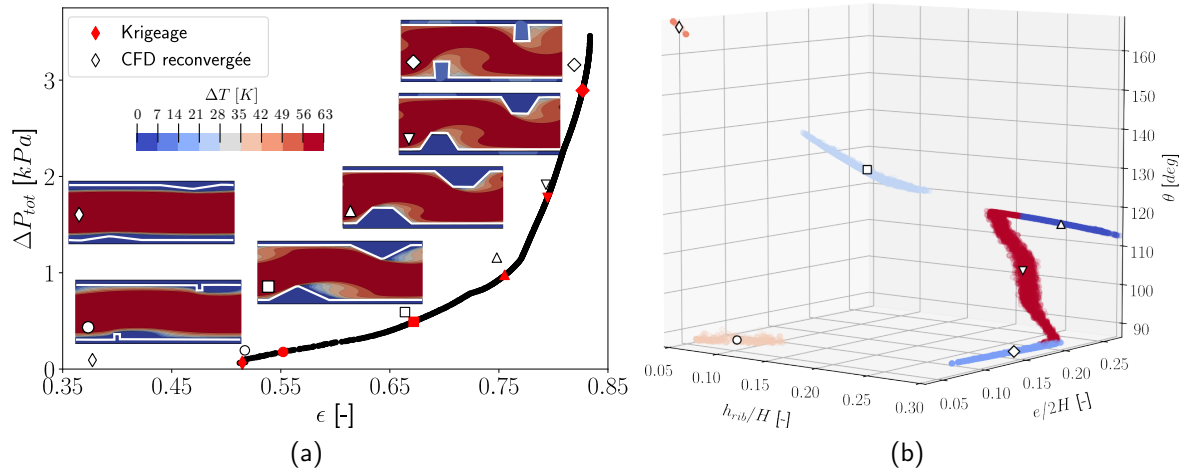 Krigeage
CFD reconvergée
ΔT [K]
0 7 14 21 28 35 42 49 56 63
ΔP_tot [kPa]
3
2
1
0
0.35 0.45 0.55 0.65 0.75 0.85
ϵ [-]
(a)
160
150
140
130
120
110
100
90
θ [deg]
0.05 0.10 0.15 0.20 0.25 0.30
h_rib/H [-]
0.05 0.10 0.15 0.20 0.25
e/2H [-]
(b)